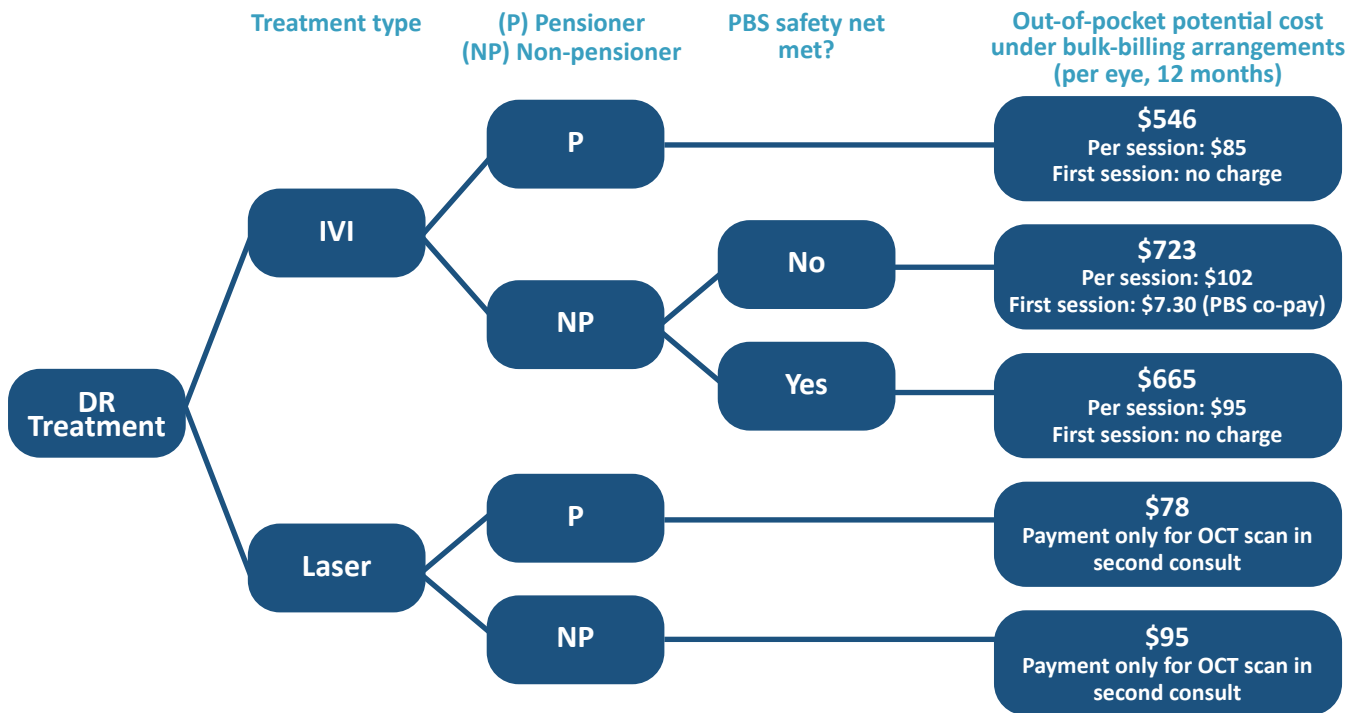 Treatment type
(P) Pensioner
(NP) Non-pensioner
PBS safety net
met?
Out-of-pocket potential cost
under bulk-billing arrangements
(per eye, 12 months)
DR
Treatment
IVI
P
$546
Per session: $85
First session: no charge
NP
No
$723
Per session: $102
First session: $7.30 (PBS co-pay)
Yes
$665
Per session: $95
First session: no charge
Laser
P
$78
Payment only for OCT scan in
second consult
NP
$95
Payment only for OCT scan in
second consult